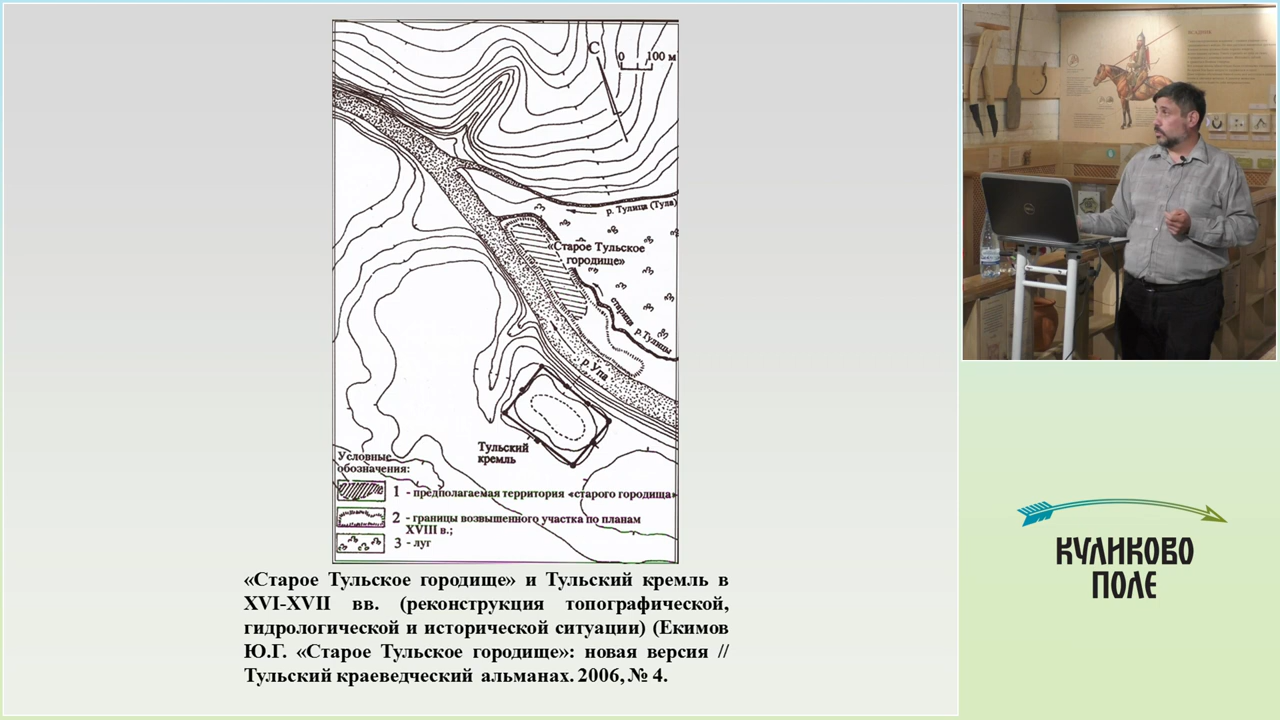 С
0 100 м
р. Тулица (Тула)
«Старое Тульское
городище»
старица
р.Тулицы
р.Упа
Тульский
кремль
Условные
обозначения:
1 - предполагаемая территория «старого городища»
2 - границы возвышенного участка по планам
XVIII в.;
3 - луг
«Старое Тульское городище» и Тульский кремль в
XVI-XVII вв. (реконструкция топографической,
гидрологической и исторической ситуации) (Екимов
Ю.Г. «Старое Тульское городище»: новая версия //
Тульский краеведческий альманах. 2006, № 4.
ВСАДНИК
DELL
КУЛИКОВО
ПОЛЕ